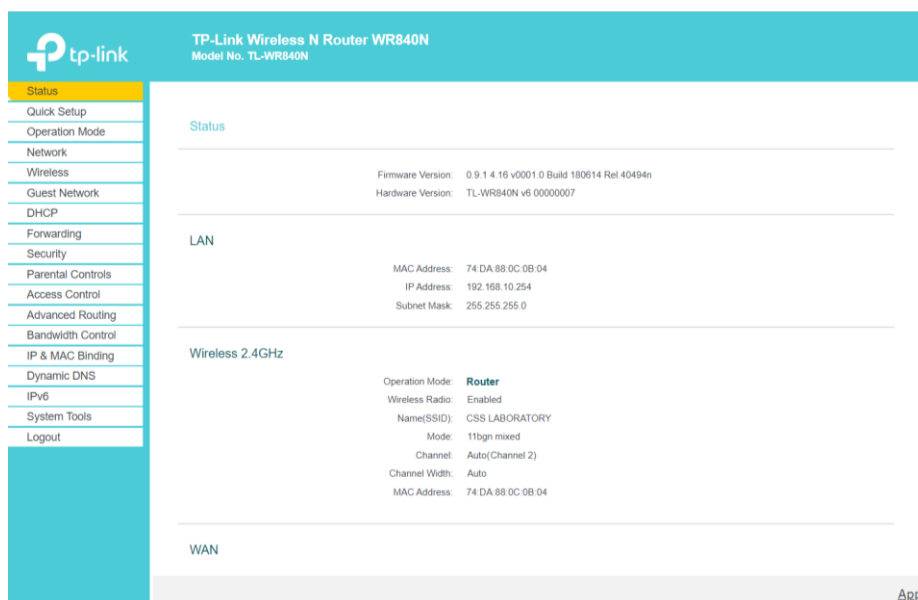 tp-link
TP-Link Wireless N Router WR840N
Model No. TL-WR840N
Status
Quick Setup
Operation Mode
Network
Wireless
Guest Network
DHCP
Forwarding
Security
Parental Controls
Access Control
Advanced Routing
Bandwidth Control
IP & MAC Binding
Dynamic DNS
IPv6
System Tools
Logout
Status
Firmware Version: 0.9.1 4.16 v0001.0 Build 180614 Rel.40494n
Hardware Version: TL-WR840N v6 00000007
LAN
MAC Address: 74:DA:88:0C:0B:04
IP Address: 192.168.10.254
Subnet Mask: 255.255.255.0
Wireless 2.4GHz
Operation Mode: Router
Wireless Radio: Enabled
Name(SSID): CSS LABORATORY
Mode: 11bgn mixed
Channel: Auto(Channel 2)
Channel Width: Auto
MAC Address: 74:DA:88:0C:0B:04
WAN